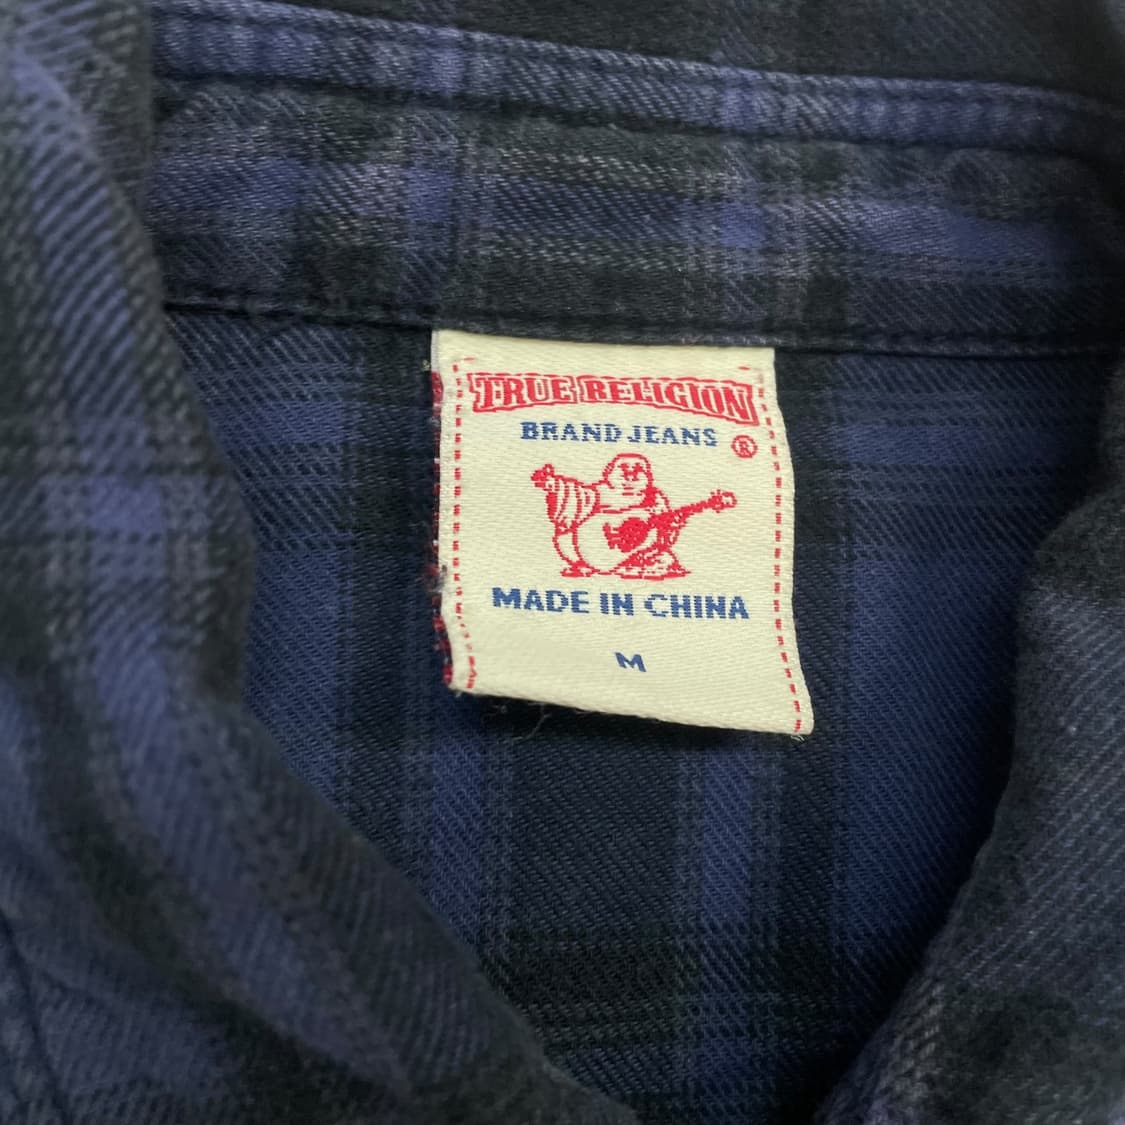 TRUE RELIGION
BRAND JEANS ®
MADE IN CHINA
M